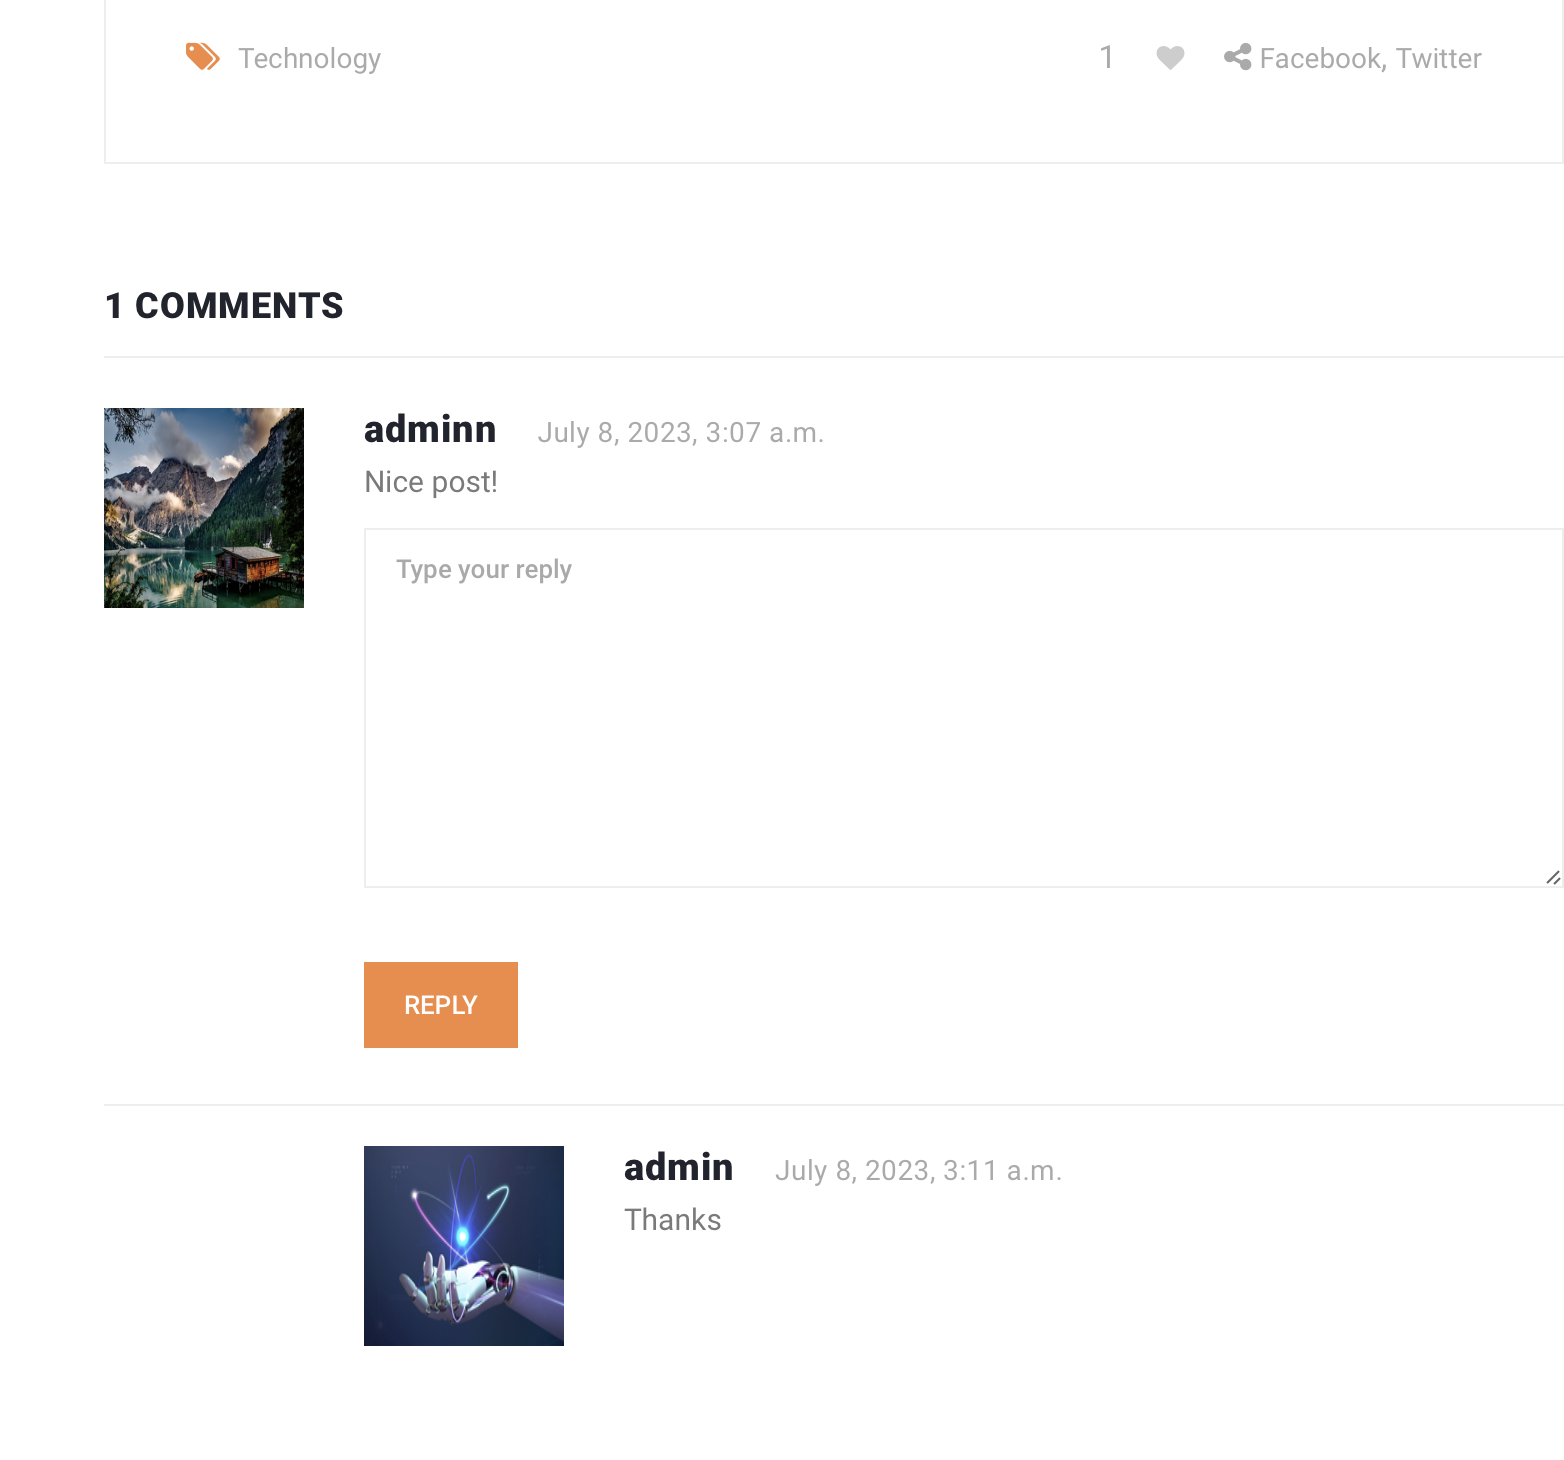 Technology
1 Facebook, Twitter
1 COMMENTS
adminn July 8, 2023, 3:07 a.m.
Nice post!
Type your reply
REPLY
admin July 8, 2023, 3:11 a.m.
Thanks